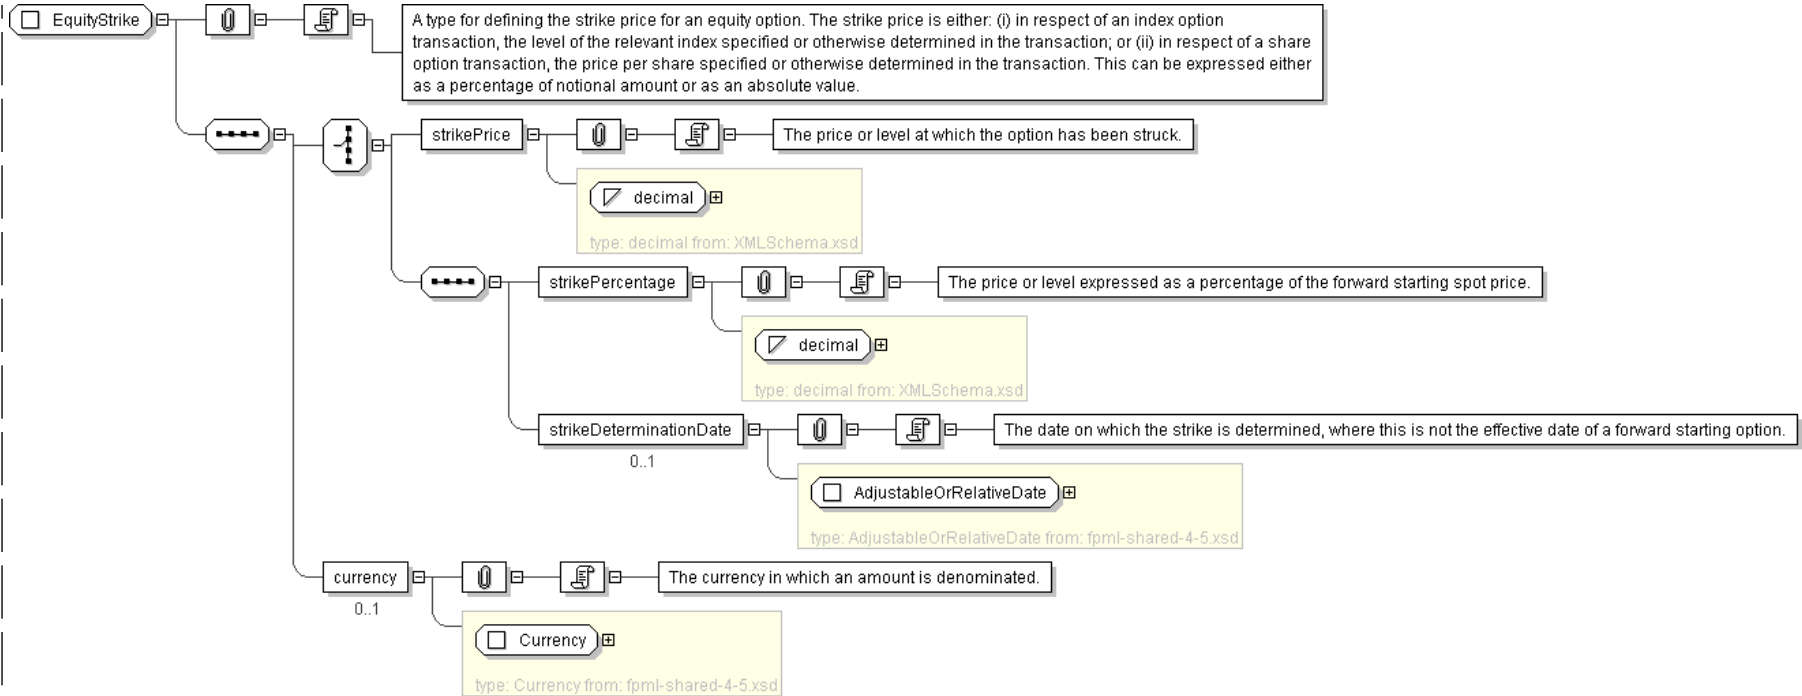 EquityStrike
A type for defining the strike price for an equity option. The strike price is either: (i) in respect of an index option
transaction, the level of the relevant index specified or otherwise determined in the transaction; or (ii) in respect of a share
option transaction, the price per share specified or otherwise determined in the transaction. This can be expressed either
as a percentage of notional amount or as an absolute value.
strikePrice
The price or level at which the option has been struck.
decimal
type: decimal from: XMLSchema.xsd
strikePercentage
The price or level expressed as a percentage of the forward starting spot price.
decimal
type: decimal from: XMLSchema.xsd
strikeDeterminationDate
The date on which the strike is determined, where this is not the effective date of a forward starting option.
0..1
AdjustableOrRelativeDate
type: AdjustableOrRelativeDate from: fpml-shared-4-5.xsd
currency
The currency in which an amount is denominated.
0..1
Currency
type: Currency from: fpml-shared-4-5.xsd